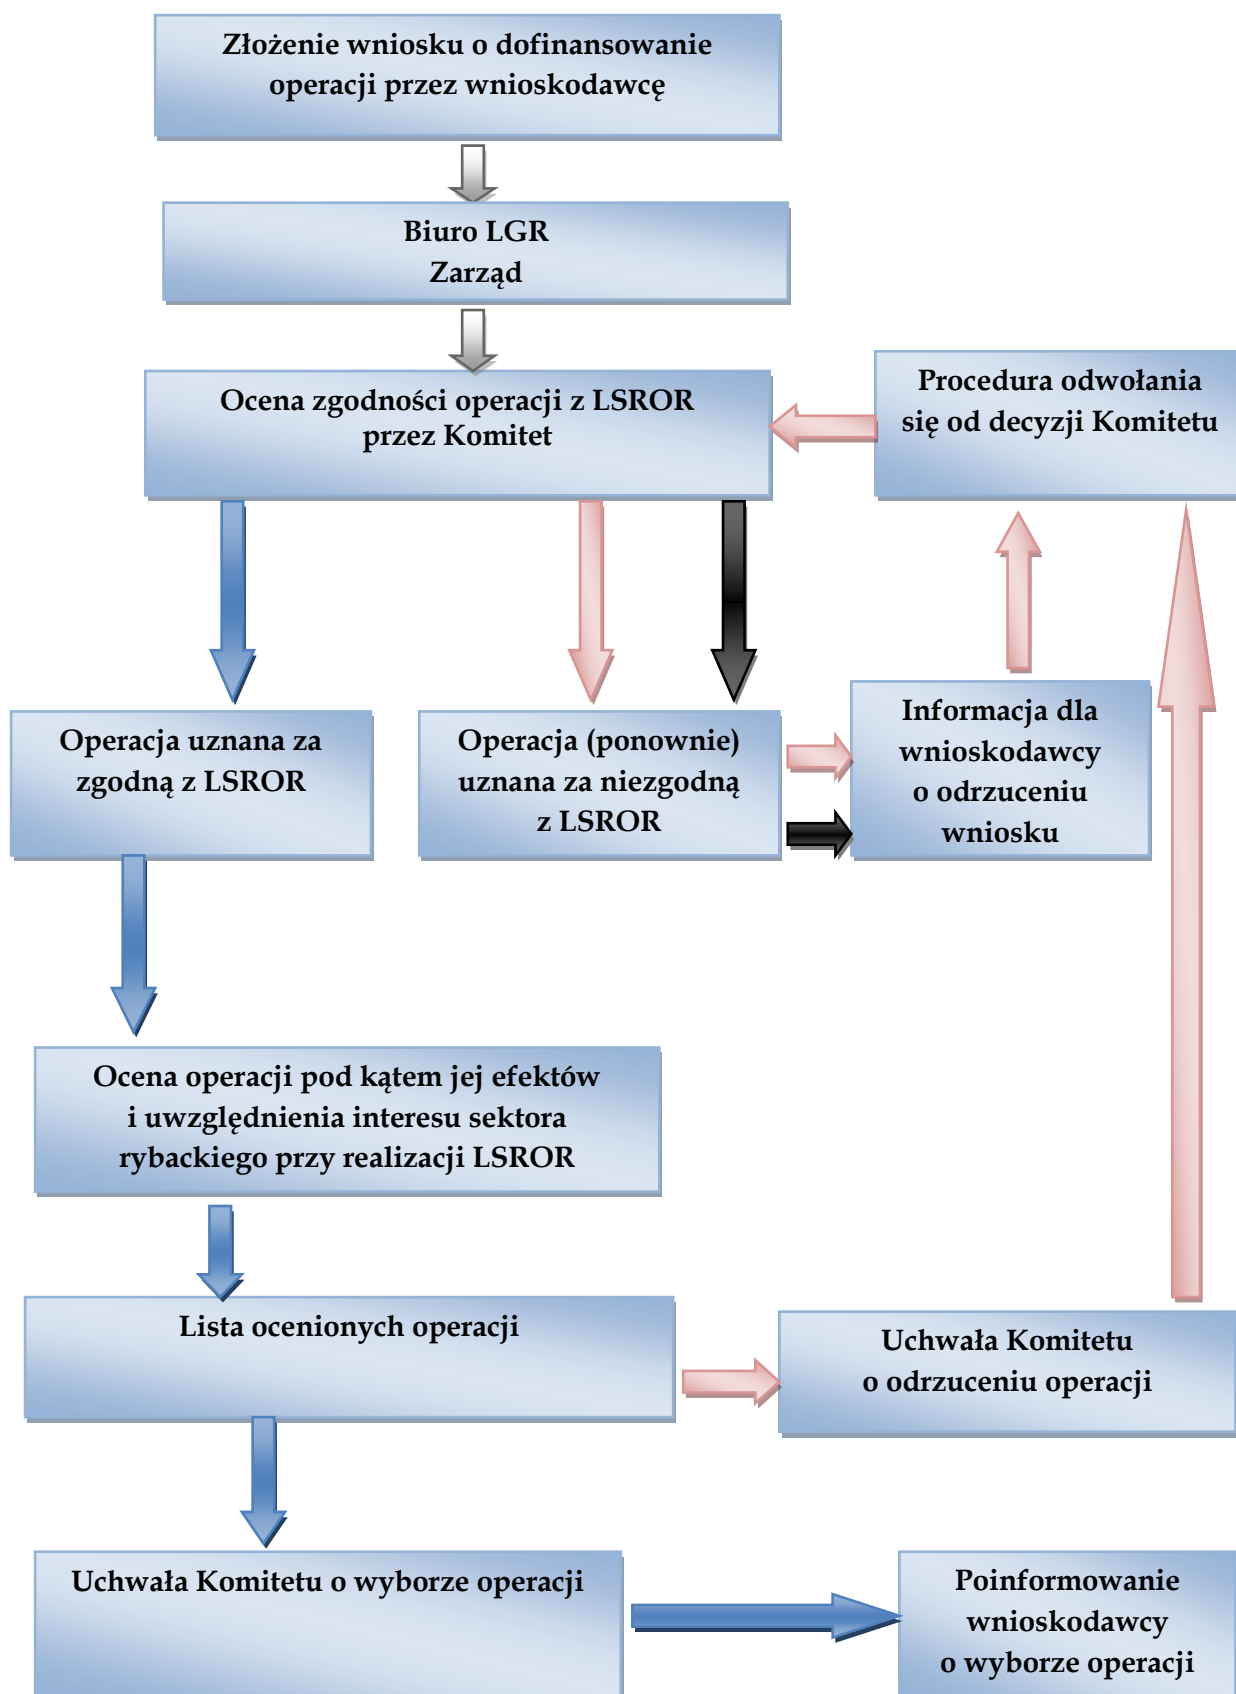 Złożenie wniosku o dofinansowanie
operacji przez wnioskodawcę
Biuro LGR
Zarząd
Ocena zgodności operacji z LSROR
przez Komitet
Procedura odwołania
się od decyzji Komitetu
Operacja uznana za
zgodną z LSROR
Operacja (ponownie)
uznana za niezgodną
z LSROR
Informacja dla
wnioskodawcy
o odrzuceniu
wniosku
Ocena operacji pod kątem jej efektów
i uwzględnienia interesu sektora
rybackiego przy realizacji LSROR
Lista ocenionych operacji
Uchwała Komitetu
o odrzuceniu operacji
Uchwała Komitetu o wyborze operacji
Poinformowanie
wnioskodawcy
o wyborze operacji